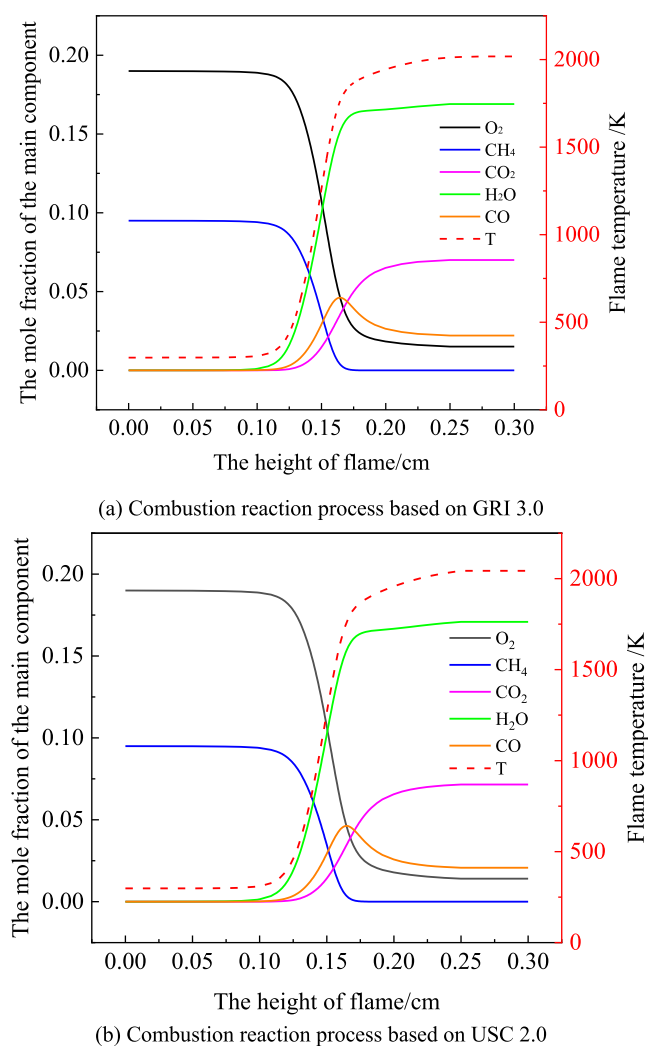 The mole fraction of the main component
0.20
0.15
0.10
0.05
0.00
O₂
CH₄
CO₂
H₂O
CO
T
2000
1500
1000
500
0
Flame temperature /K
0.00 0.05 0.10 0.15 0.20 0.25 0.30
The height of flame/cm
(a) Combustion reaction process based on GRI 3.0
The mole fraction of the main component
0.20
0.15
0.10
0.05
0.00
O₂
CH₄
CO₂
H₂O
CO
T
2000
1500
1000
500
0
Flame temperature /K
0.00 0.05 0.10 0.15 0.20 0.25 0.30
The height of flame/cm
(b) Combustion reaction process based on USC 2.0